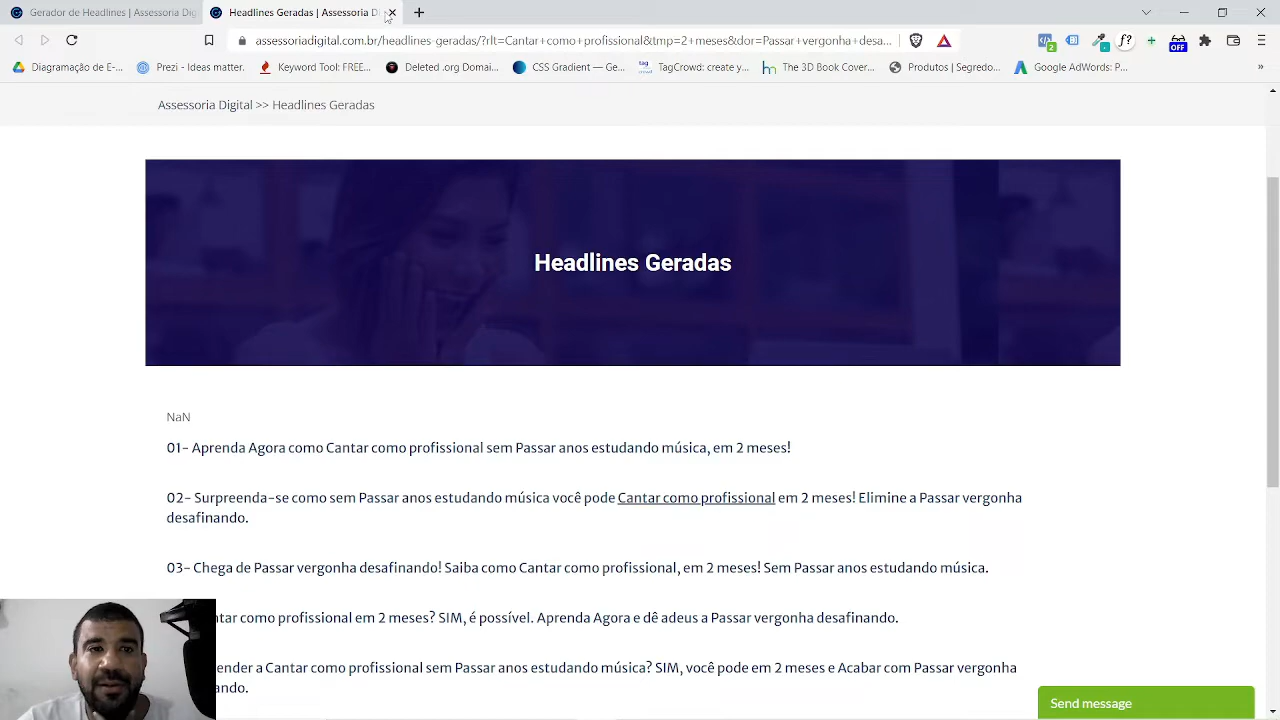 Gerador de Headlines | Assessoria Dig
Headlines Geradas | Assessoria Di
assessoriadigital.com.br/headlines-geradas/?rlt=Cantar+como+profissional&tmp=2+meses&dor=Passar+vergonha+desa...
2
f?
OFF
Diagramação de E-...
Prezi - Ideas matter.
Keyword Tool: FREE...
Deleted .org Domai...
CSS Gradient — Ge...
tag
TagCrowd: create y...
The 3D Book Cover...
Produtos | Segredo...
Google AdWords: P...
»
Assessoria Digital >> Headlines Geradas
Headlines Geradas
NaN
01- Aprenda Agora como Cantar como profissional sem Passar anos estudando música, em 2 meses!
02- Surpreenda-se como sem Passar anos estudando música você pode Cantar como profissional em 2 meses! Elimine a Passar vergonha
desafinando.
03- Chega de Passar vergonha desafinando! Saiba como Cantar como profissional, em 2 meses! Sem Passar anos estudando música.
ntar como profissional em 2 meses? SIM, é possível. Aprenda Agora e dê adeus a Passar vergonha desafinando.
ender a Cantar como profissional sem Passar anos estudando música? SIM, você pode em 2 meses e Acabar com Passar vergonha
ando.
Send message